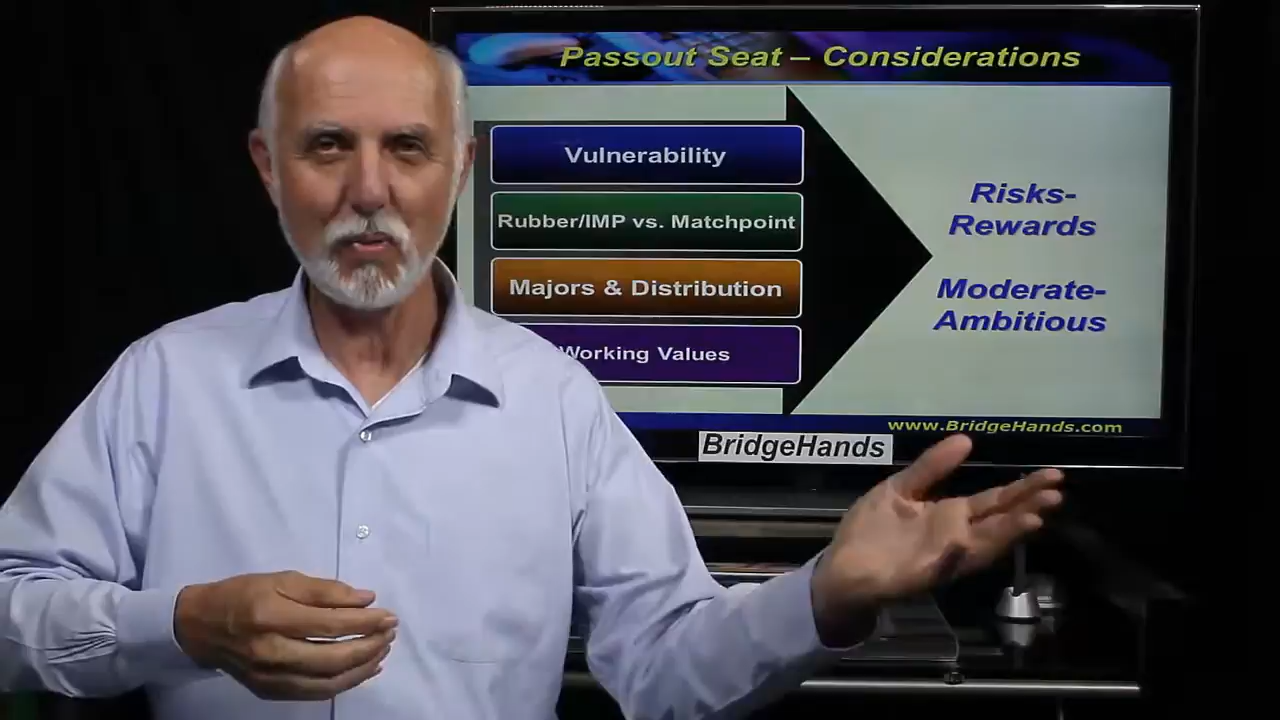 Passout Seat – Considerations
Vulnerability
Rubber/IMP vs. Matchpoint
Majors & Distribution
Working Values
Risks-
Rewards
Moderate-
Ambitious
www.BridgeHands.com
BridgeHands